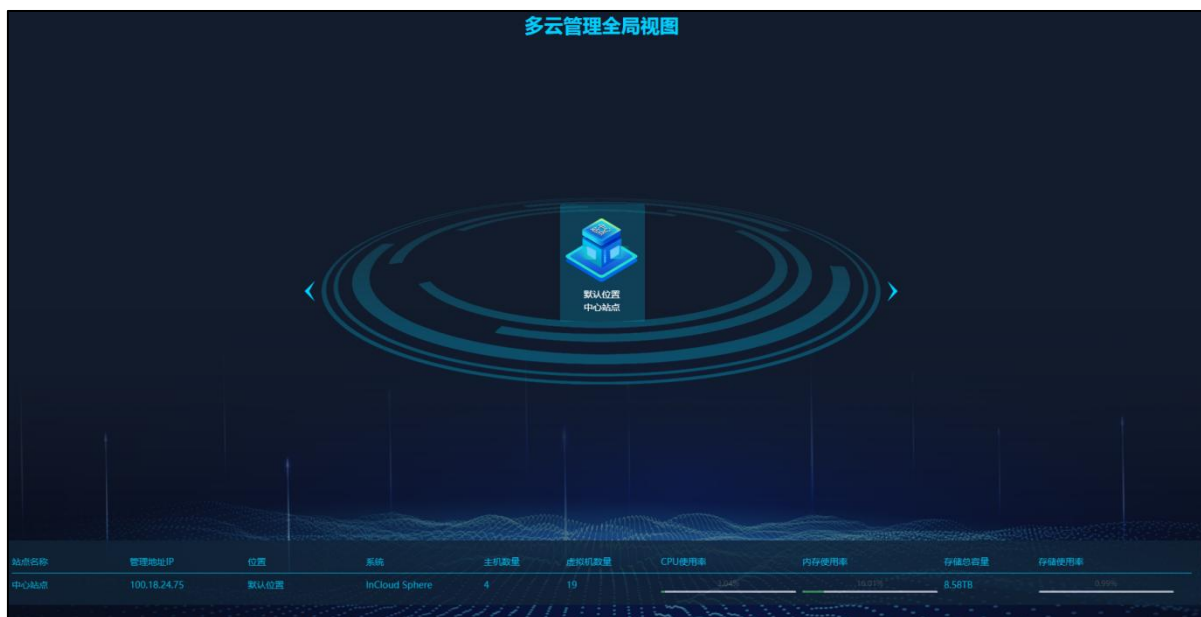 多云管理全局视图
默认位置
中心站点
站点名称 管理地址IP 位置 系统 主机数量 虚拟机数量 CPU使用率 内存使用率 存储总容量 存储使用率
中心站点 100.18.24.75 默认位置 InCloud Sphere 4 19 8.58TB 0.99%